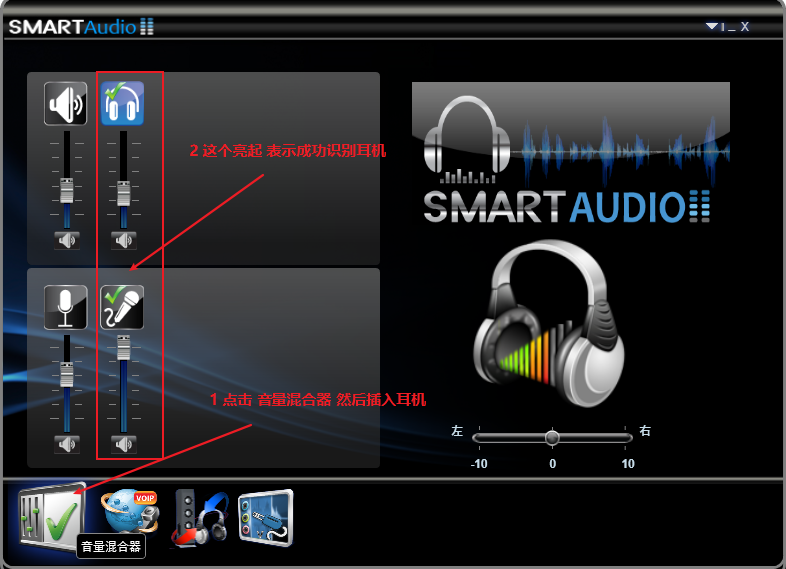 SMARTAudio
X
2 这个亮起 表示成功识别耳机
SMARTAUDIO
1 点击 音量混合器 然后插入耳机
左
右
-10
0
10
VOIP
音量混合器